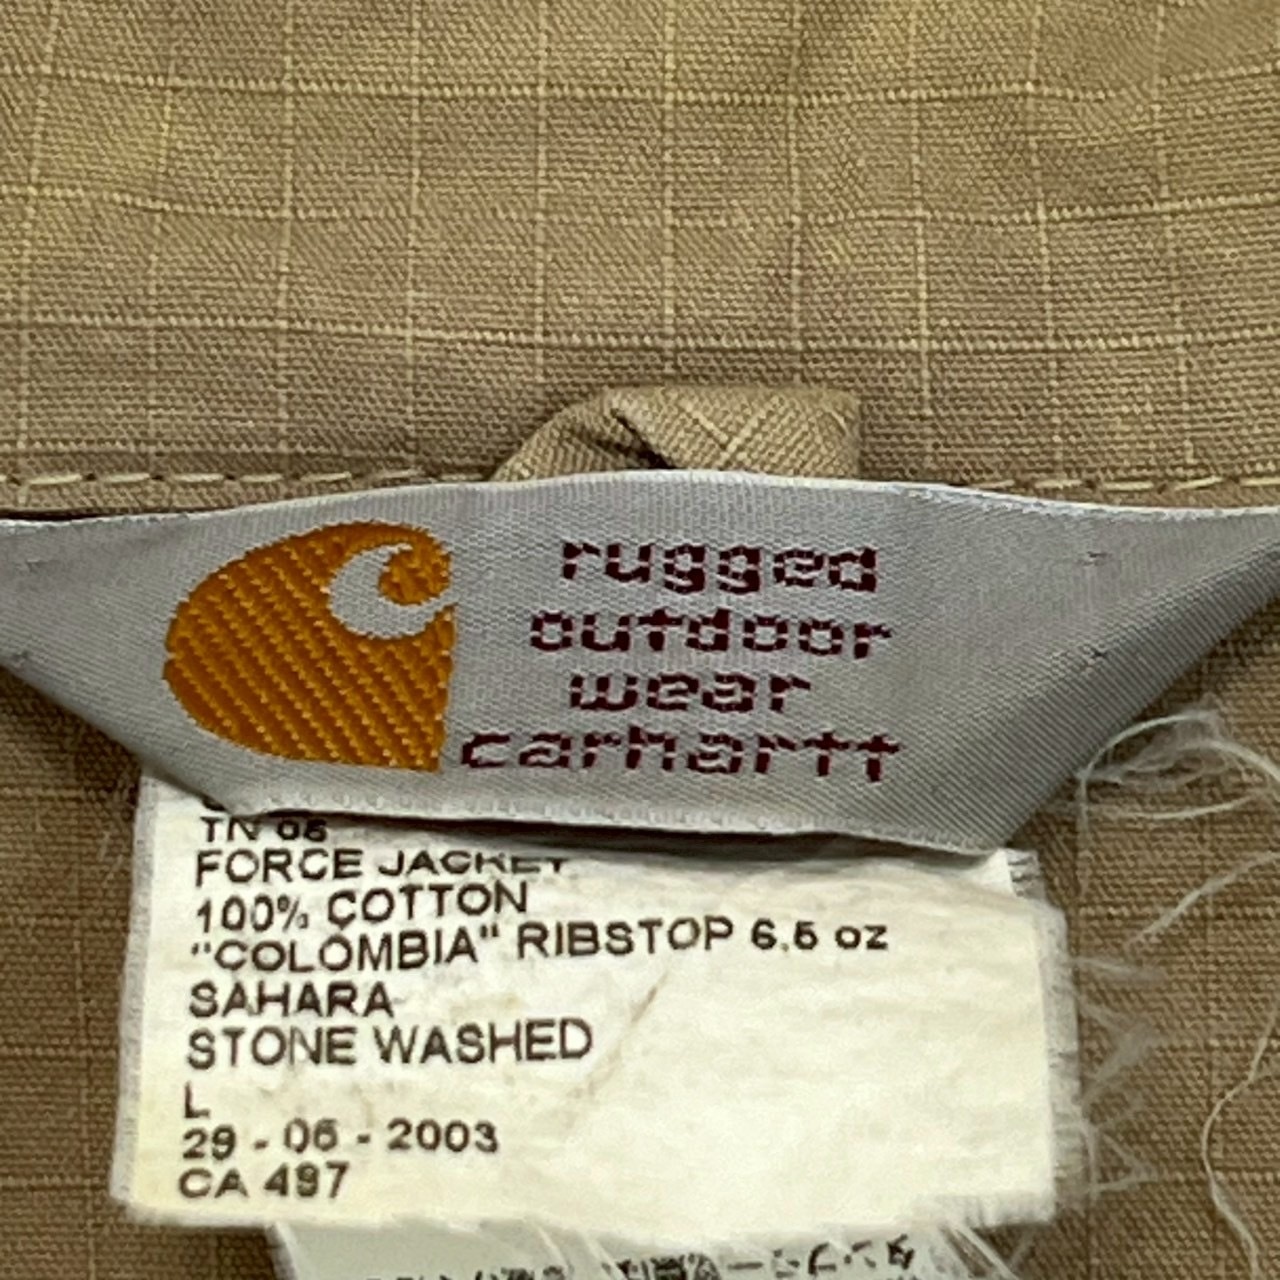 rugged
outdoor
wear
carhartt
FORCE JACKET
100% COTTON
"COLOMBIA" RIBSTOP 6.5 oz
SAHARA
STONE WASHED
L
29 - 06 - 2003
CA 497